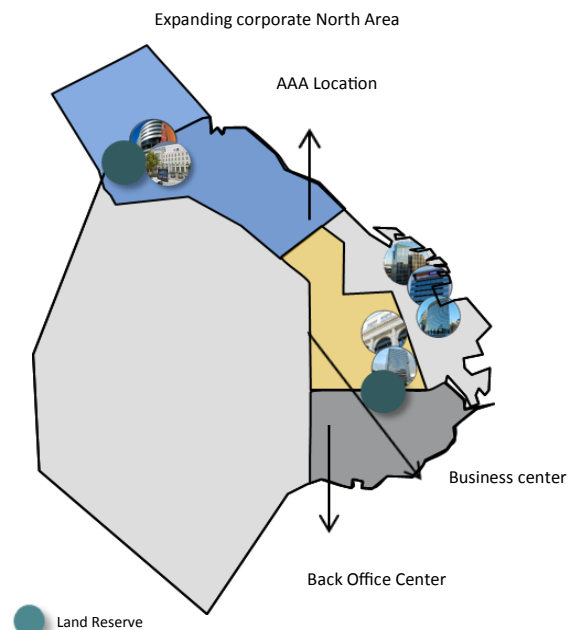 Expanding corporate North Area
AAA Location
Business center
Back Office Center
Land Reserve